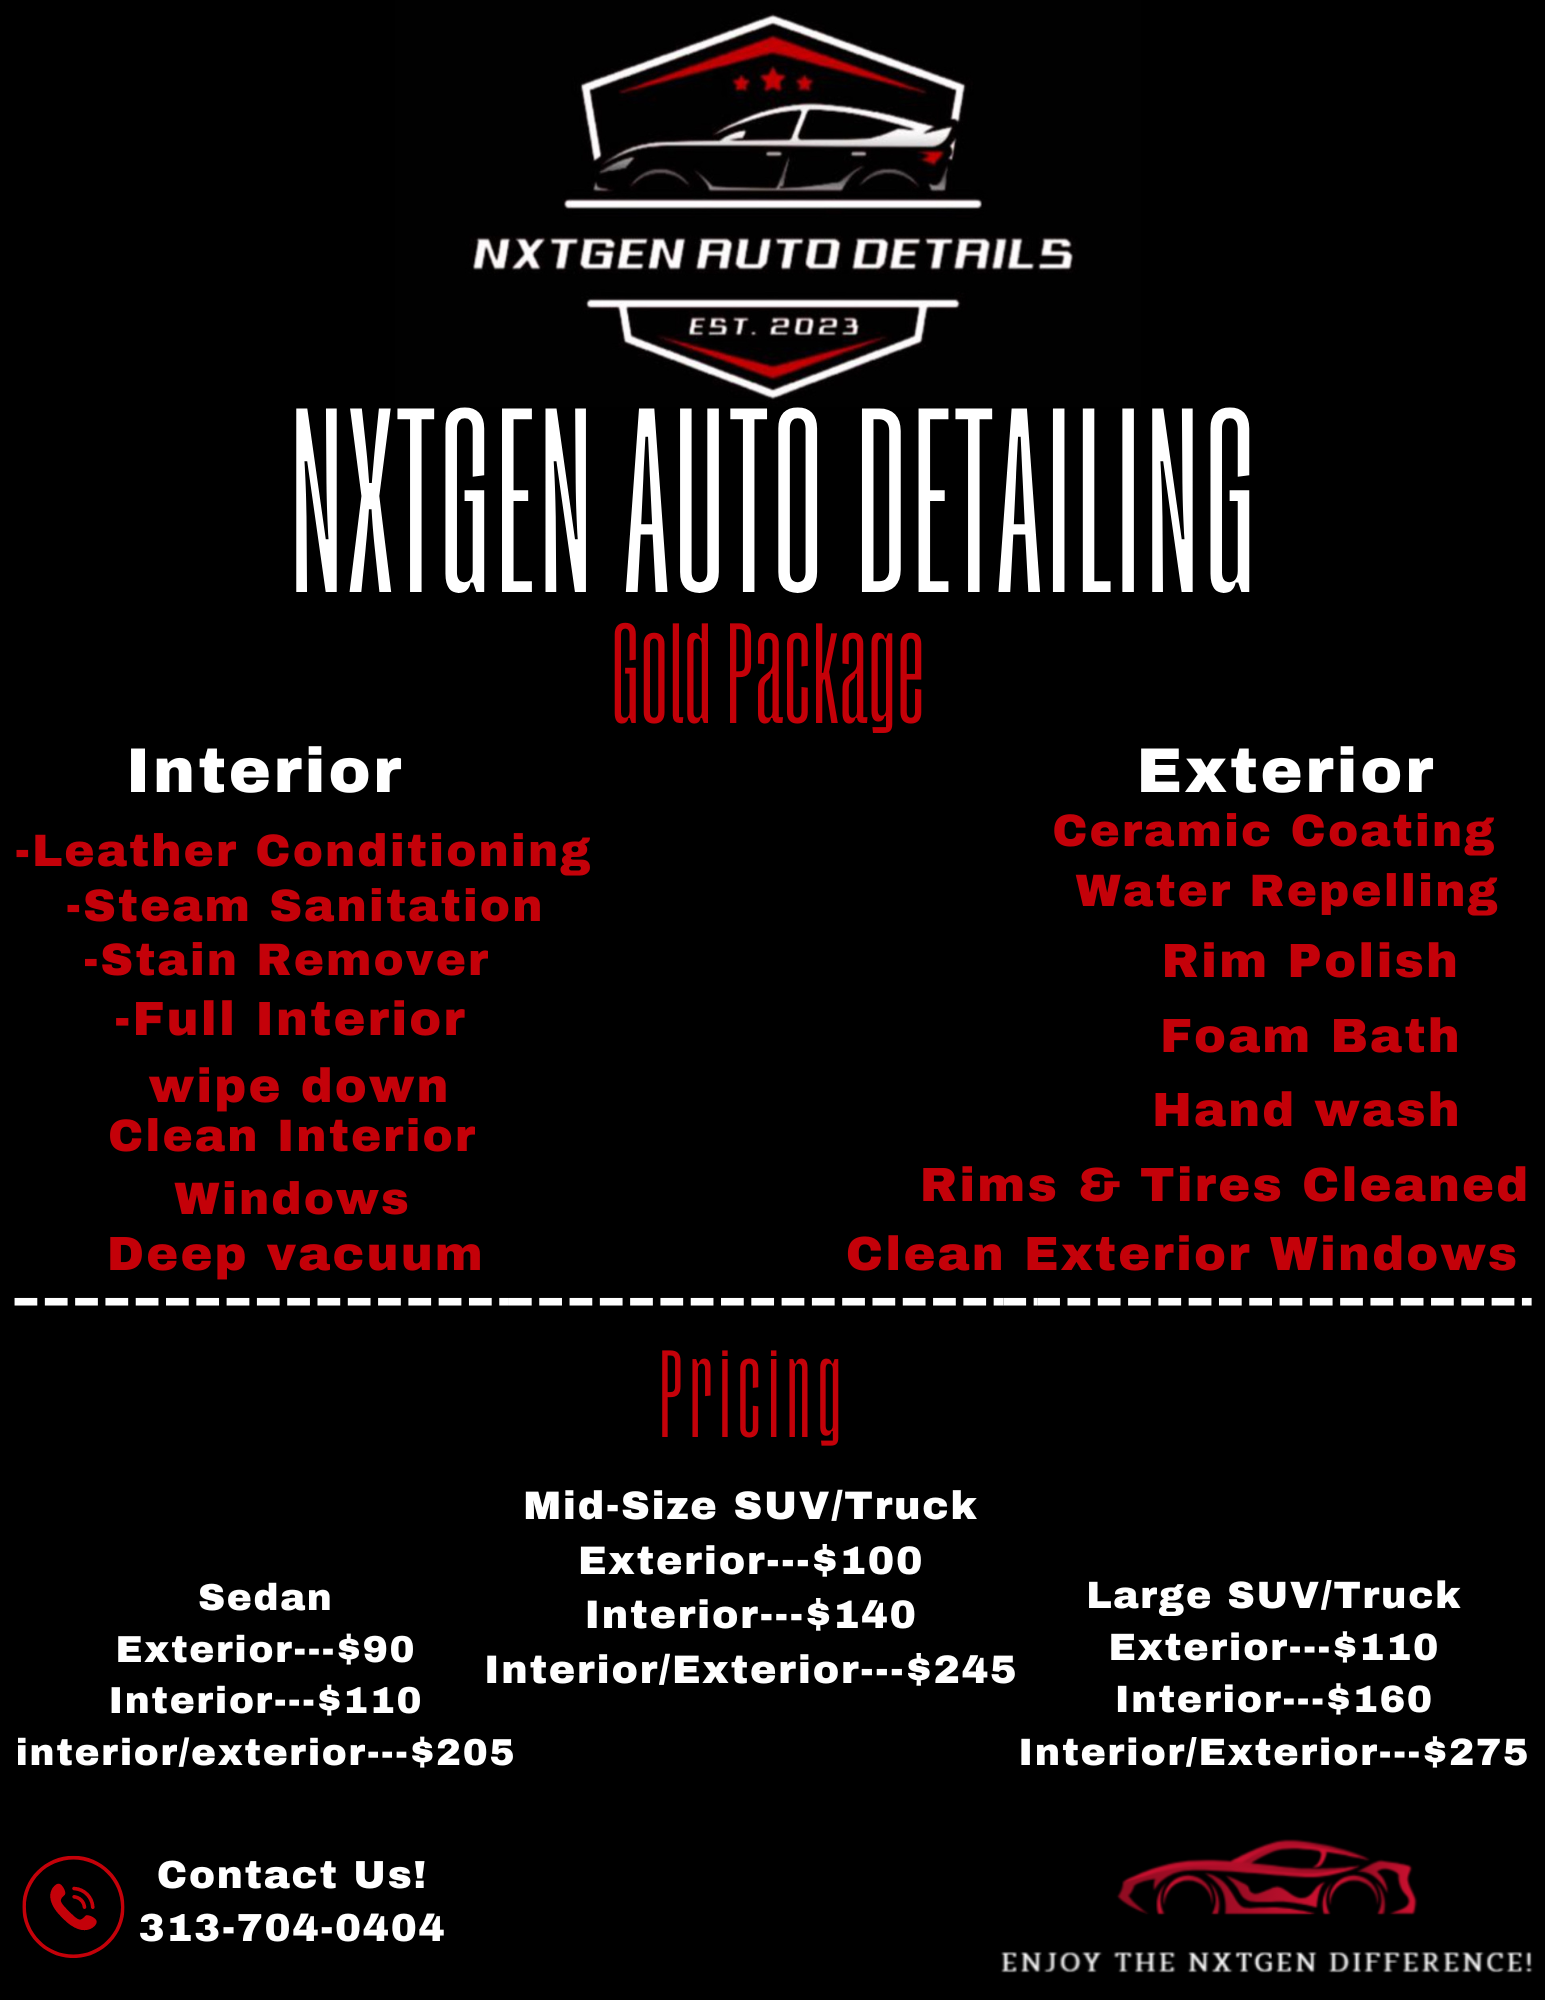 NXTGEN AUTO DETAILS
EST. 2023
NXTGEN AUTO DETAILING
Gold Package
Interior
-Leather Conditioning
-Steam Sanitation
-Stain Remover
-Full Interior
wipe down
Clean Interior
Windows
Deep vacuum
Exterior
Ceramic Coating
Water Repelling
Rim Polish
Foam Bath
Hand wash
Rims & Tires Cleaned
Clean Exterior Windows
Pricing
Sedan
Exterior---$90
Interior---$110
interior/exterior---$205
Mid-Size SUV/Truck
Exterior---$100
Interior---$140
Interior/Exterior---$245
Large SUV/Truck
Exterior---$110
Interior---$160
Interior/Exterior---$275
Contact Us!
313-704-0404
ENJOY THE NXTGEN DIFFERENCE!